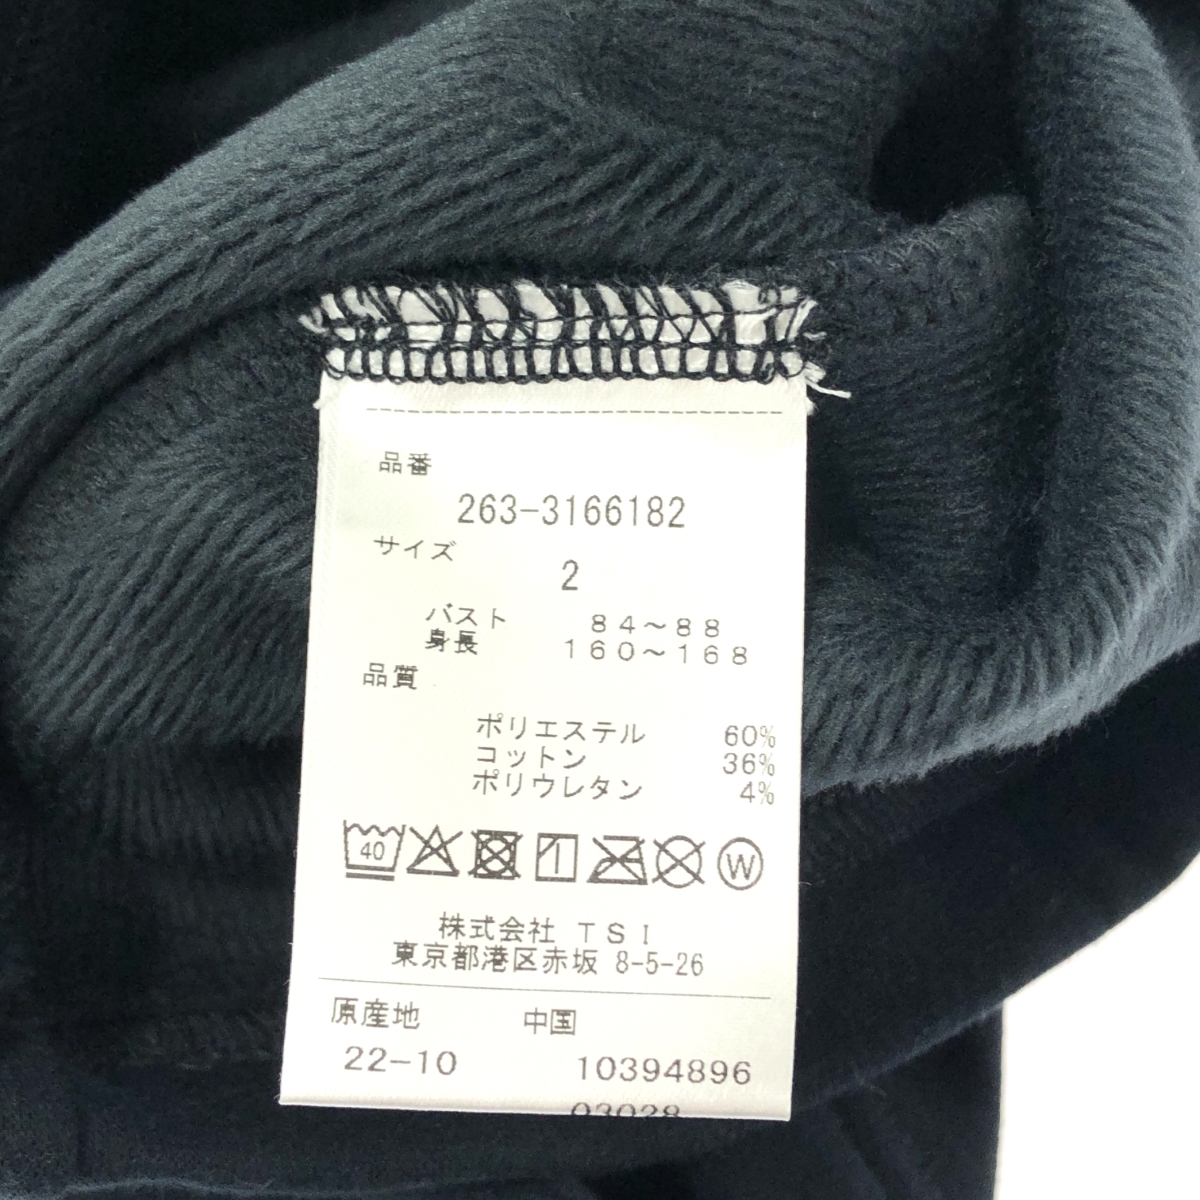 品番
263-3166182
サイズ
2
バスト 84～88
身長 160～168
品質
ポリエステル 60%
コットン 36%
ポリウレタン 4%
40 W
株式会社 TSI
東京都港区赤坂 8-5-26
原産地 中国
22-10 10394896
03028